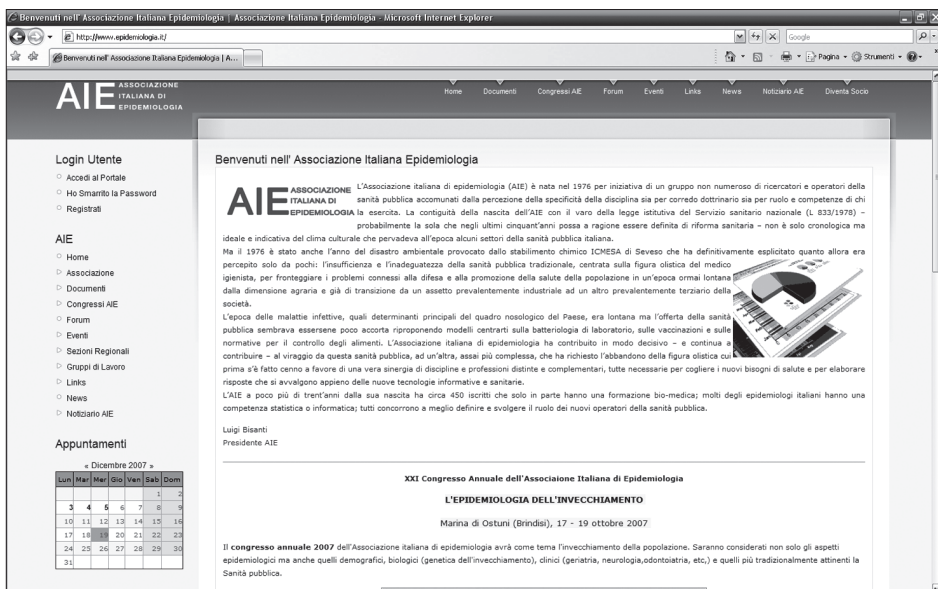 Benvenuti nell' Associazione Italiana Epidemiologia | Associazione Italiana Epidemiologia - Microsoft Internet Explorer
http://www.epidemiologia.it/
Google
Benvenuti nell' Associazione Italiana Epidemiologia | A...
Pagina
Strumenti
AIE ASSOCIAZIONE
ITALIANA DI
EPIDEMIOLOGIA
Home Documenti Congressi AIE Forum Eventi Links News Notiziario AIE Diventa Socio
Login Utente
Accedi al Portale
Ho Smarrito la Password
Registrati
AIE
Home
Associazione
Documenti
Congressi AIE
Forum
Eventi
Sezioni Regionali
Gruppi di Lavoro
Links
News
Notiziario AIE
Appuntamenti
« Dicembre 2007 »
Lun Mar Mer Gio Ven Sab Dom
1 2
3 4 5 6 7 8 9
10 11 12 13 14 15 16
17 18 19 20 21 22 23
24 25 26 27 28 29 30
31
Benvenuti nell' Associazione Italiana Epidemiologia
AIE ASSOCIAZIONE
ITALIANA DI
EPIDEMIOLOGIA
L'Associazione italiana di epidemiologia (AIE) è nata nel 1976 per iniziativa di un gruppo non numeroso di ricercatori e operatori della
sanità pubblica accomunati dalla percezione della specificità della disciplina sia per corredo dottrinario sia per ruolo e competenze di chi
la esercita. La contiguità della nascita dell'AIE con il varo della legge istitutiva del Servizio sanitario nazionale (L 833/1978) –
probabilmente la sola che negli ultimi cinquant'anni possa a ragione essere definita di riforma sanitaria – non è solo cronologica ma
ideale e indicativa del clima culturale che pervadeva all'epoca alcuni settori della sanità pubblica italiana.
Ma il 1976 è stato anche l'anno del disastro ambientale provocato dallo stabilimento chimico ICMESA di Seveso che ha definitivamente esplicitato quanto allora era
percepito solo da pochi: l'insufficienza e l'inadeguatezza della sanità pubblica tradizionale, centrata sulla figura olistica del medico
igienista, per fronteggiare i problemi connessi alla difesa e alla promozione della salute della popolazione in un'epoca ormai lontana
dalla dimensione agraria e già di transizione da un assetto prevalentemente industriale ad un altro prevalentemente terziario della
società.
L'epoca delle malattie infettive, quali determinanti principali del quadro nosologico del Paese, era lontana ma l'offerta della sanità
pubblica sembrava essersene poco accorta riproponendo modelli centrarti sulla batteriologia di laboratorio, sulle vaccinazioni e sulle
normative per il controllo degli alimenti. L'Associazione italiana di epidemiologia ha contribuito in modo decisivo – e continua a
contribuire – al viraggio da questa sanità pubblica, ad un'altra, assai più complessa, che ha richiesto l'abbandono della figura olistica cui
prima s'è fatto cenno a favore di una vera sinergia di discipline e professioni distinte e complementari, tutte necessarie per cogliere i nuovi bisogni di salute e per elaborare
risposte che si avvalgono appieno delle nuove tecnologie informative e sanitarie.
L'AIE a poco più di trent'anni dalla sua nascita ha circa 450 iscritti che solo in parte hanno una formazione bio-medica; molti degli epidemiologi italiani hanno una
competenza statistica o informatica; tutti concorrono a meglio definire e svolgere il ruolo dei nuovi operatori della sanità pubblica.
Luigi Bisanti
Presidente AIE
XXI Congresso Annuale dell'Associaione Italiana di Epidemiologia
L'EPIDEMIOLOGIA DELL'INVECCHIAMENTO
Marina di Ostuni (Brindisi), 17 - 19 ottobre 2007
Il congresso annuale 2007 dell'Associazione italiana di epidemiologia avrà come tema l'invecchiamento della popolazione. Saranno considerati non solo gli aspetti
epidemiologici ma anche quelli demografici, biologici (genetica dell'invecchiamento), clinici (geriatria, neurologia,odontoiatria, etc,) e quelli più tradizionalmente attinenti la
Sanità pubblica.